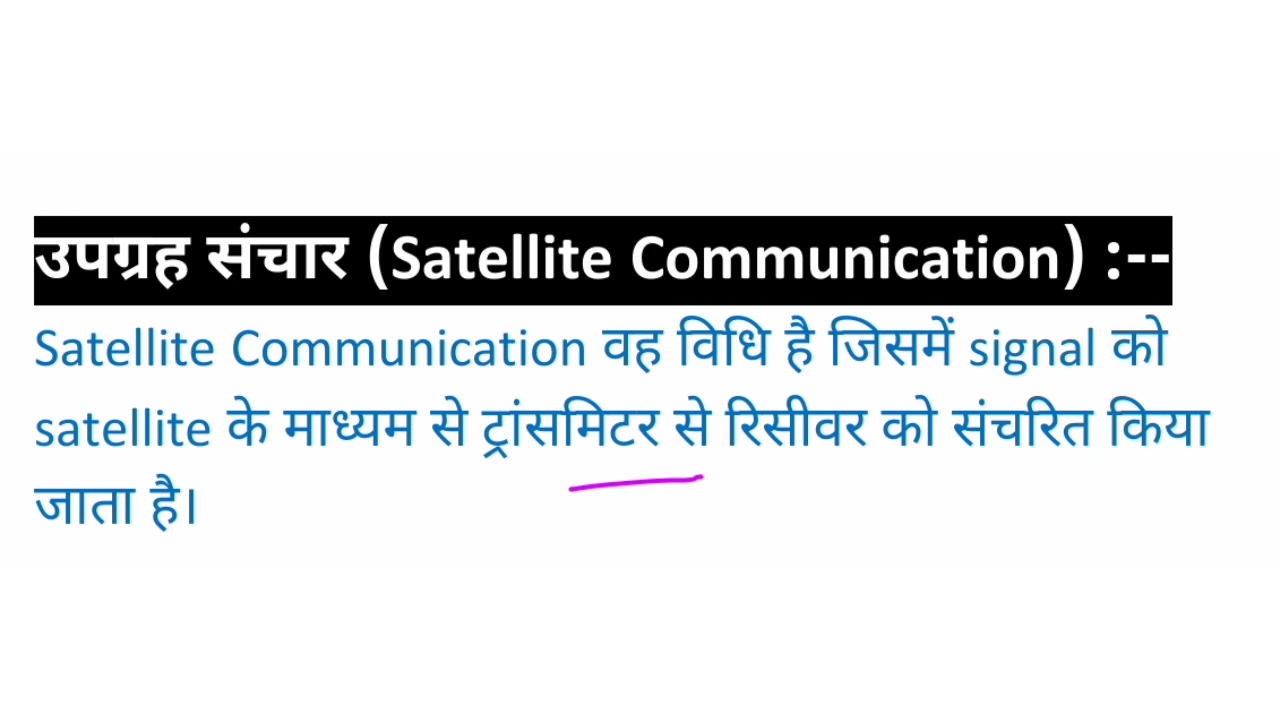 उपग्रह संचार (Satellite Communication) :--
Satellite Communication वह विधि है जिसमें signal को
satellite के माध्यम से ट्रांसमिटर से रिसीवर को संचरित किया
जाता है।